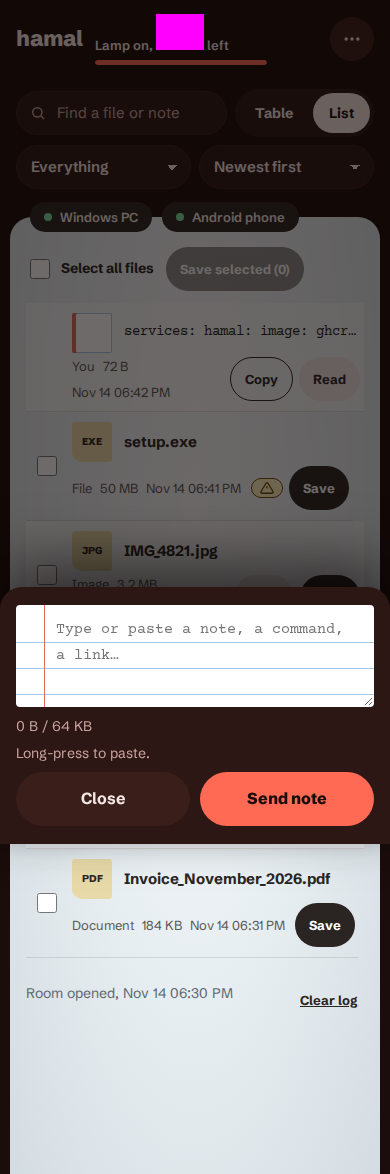 hamal
Lamp on, left
Find a file or note
Table
List
Everything
Newest first
Windows PC
Android phone
Select all files
Save selected (0)
services: hamal: image: ghcr…
You 72 B
Nov 14 06:42 PM
Copy
Read
EXE
setup.exe
File 50 MB Nov 14 06:41 PM
Save
JPG
IMG_4821.jpg
Image 3.2 MB
Type or paste a note, a command,
a link…
0 B / 64 KB
Long-press to paste.
Close
Send note
PDF
Invoice_November_2026.pdf
Document 184 KB Nov 14 06:31 PM
Save
Room opened, Nov 14 06:30 PM
Clear log